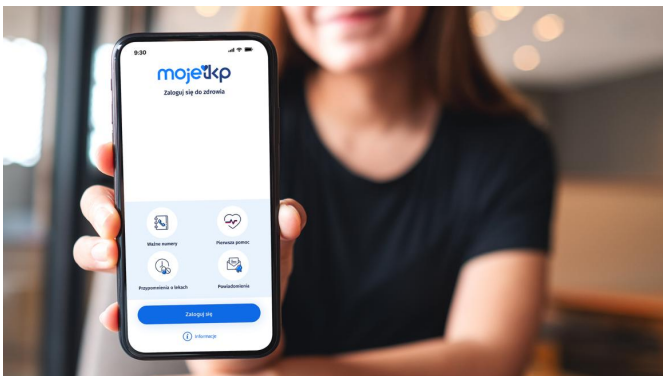 9:30
mojeikp
Zaloguj się do zdrowia
Ważne numery
Pierwsza pomoc
Przypomnienia o lekach
Powiadomienia
Zaloguj się
Informacje